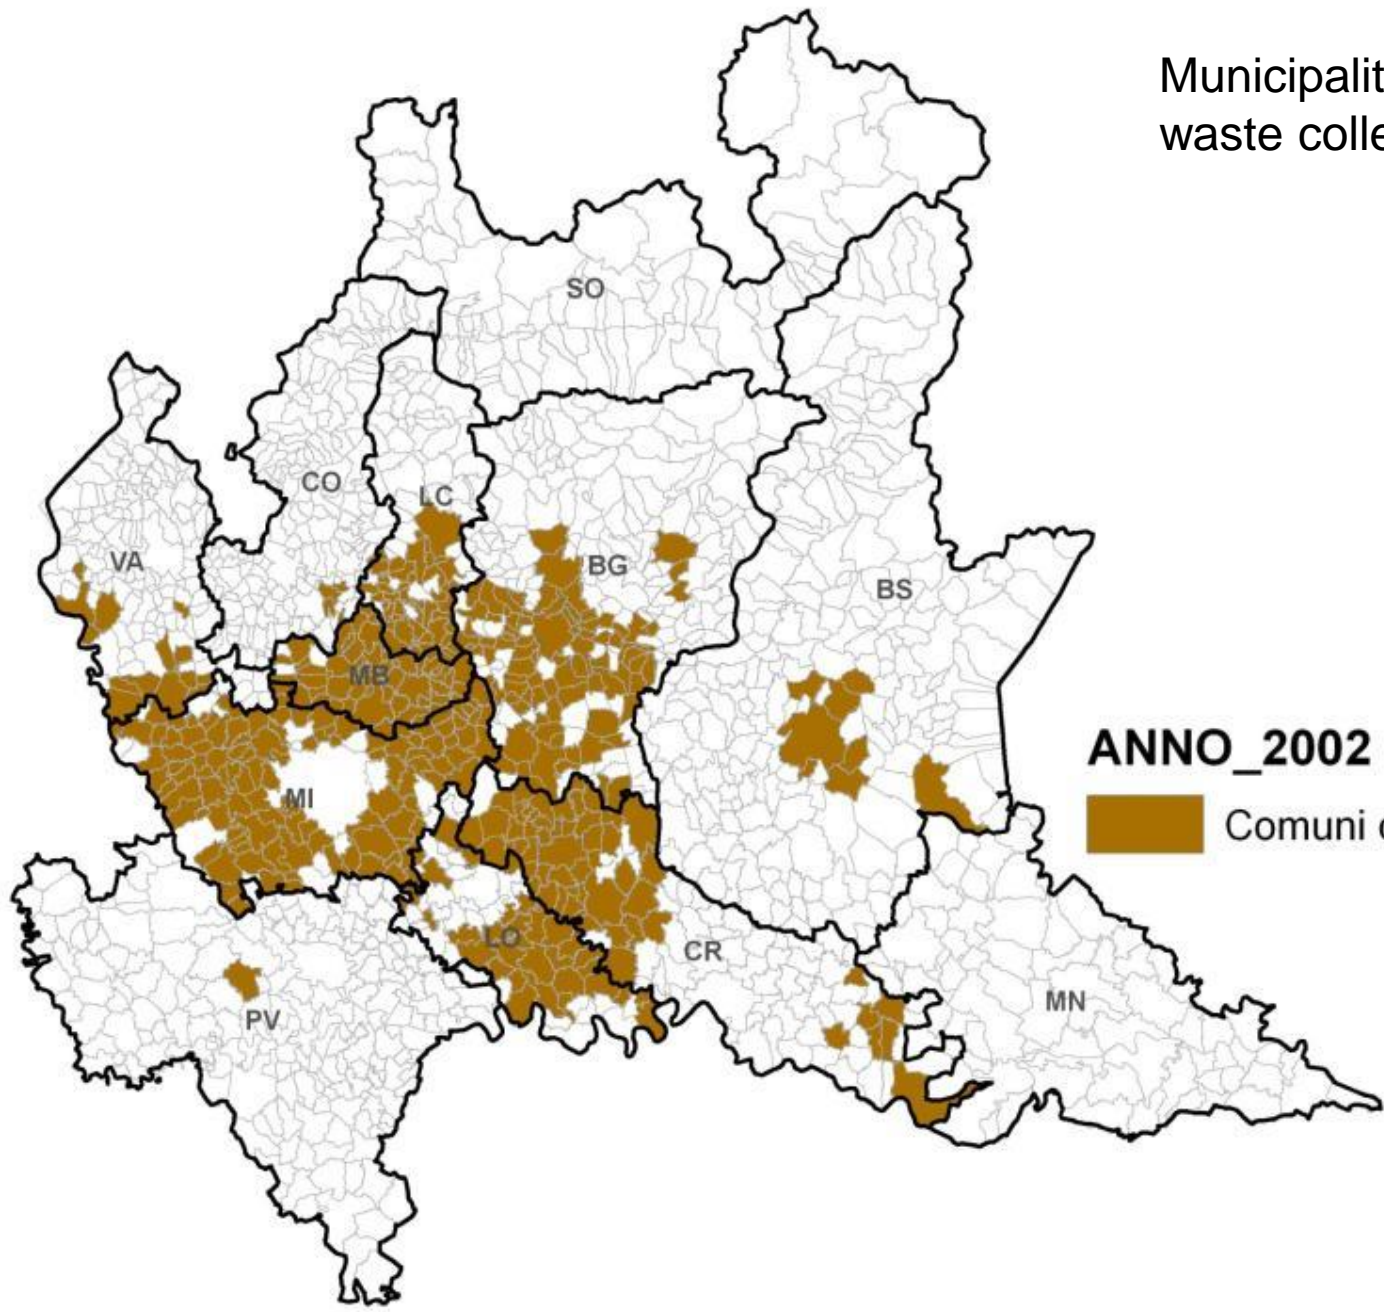 Municipalit
waste colle
SO
CO
LC
VA
BG
BS
MB
ANNO_2002
MI
Comuni
LO
CR
MN
PV